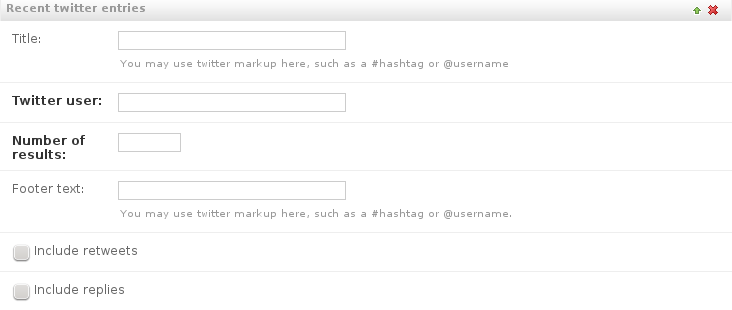 Recent twitter entries
Title:
You may use twitter markup here, such as a #hashtag or @username
Twitter user:
Number of
results:
Footer text:
You may use twitter markup here, such as a #hashtag or @username.
Include retweets
Include replies